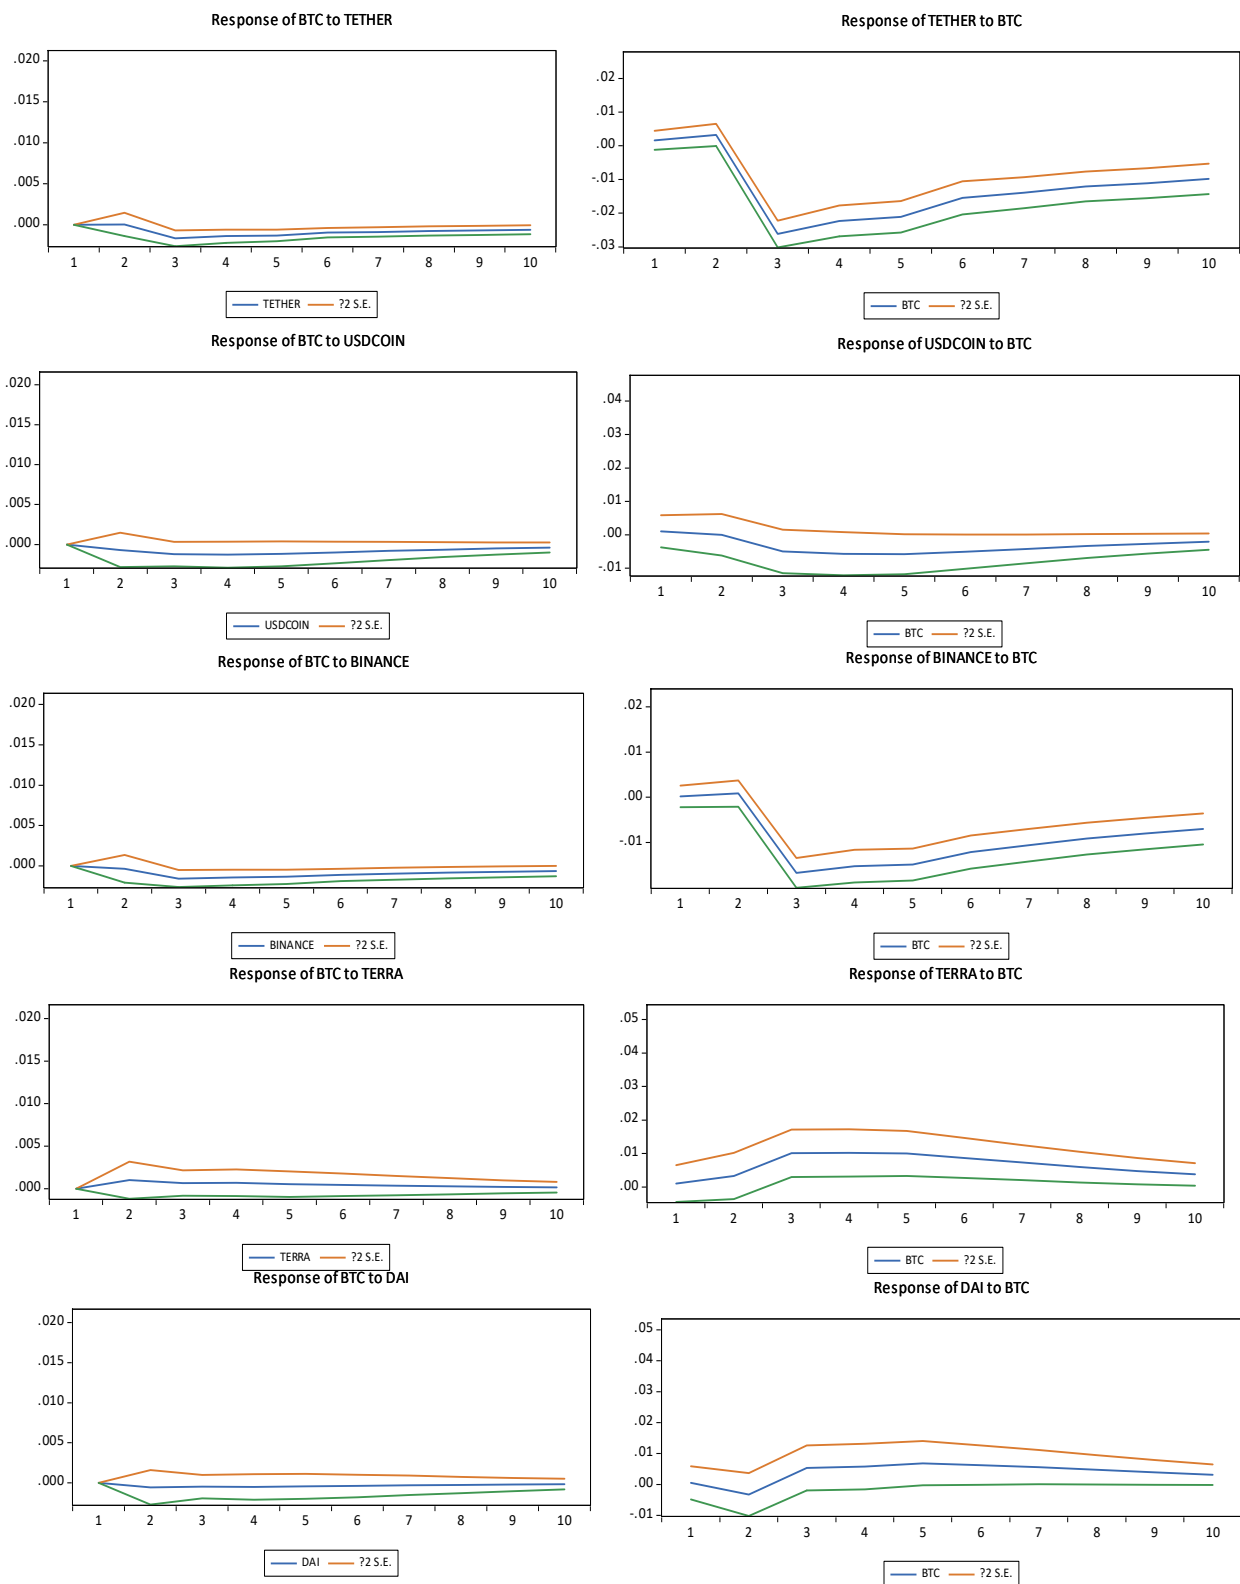 Response of BTC to TETHER
.020
.015
.010
.005
.000
1 2 3 4 5 6 7 8 9 10
TETHER ?2 S.E.
Response of TETHER to BTC
.02
.01
.00
-.01
-.02
-.03
1 2 3 4 5 6 7 8 9 10
BTC ?2 S.E.
Response of BTC to USDCOIN
.020
.015
.010
.005
.000
1 2 3 4 5 6 7 8 9 10
USDCOIN ?2 S.E.
Response of USDCOIN to BTC
.04
.03
.02
.01
.00
-.01
1 2 3 4 5 6 7 8 9 10
BTC ?2 S.E.
Response of BTC to BINANCE
.020
.015
.010
.005
.000
1 2 3 4 5 6 7 8 9 10
BINANCE ?2 S.E.
Response of BINANCE to BTC
.02
.01
.00
-.01
1 2 3 4 5 6 7 8 9 10
BTC ?2 S.E.
Response of BTC to TERRA
.020
.015
.010
.005
.000
1 2 3 4 5 6 7 8 9 10
TERRA ?2 S.E.
Response of TERRA to BTC
.05
.04
.03
.02
.01
.00
1 2 3 4 5 6 7 8 9 10
BTC ?2 S.E.
Response of BTC to DAI
.020
.015
.010
.005
.000
1 2 3 4 5 6 7 8 9 10
DAI ?2 S.E.
Response of DAI to BTC
.05
.04
.03
.02
.01
.00
-.01
1 2 3 4 5 6 7 8 9 10
BTC ?2 S.E.